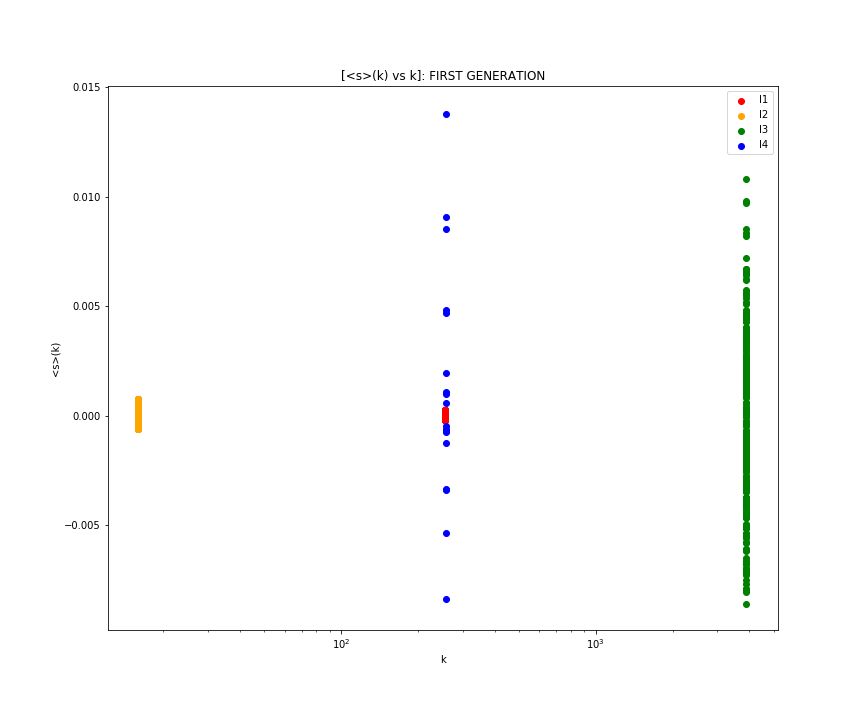 [<s>(k) vs k]: FIRST GENERATION
0.015
0.010
0.005
0.000
−0.005
<s>(k)
l1
l2
l3
l4
10²
10³
k